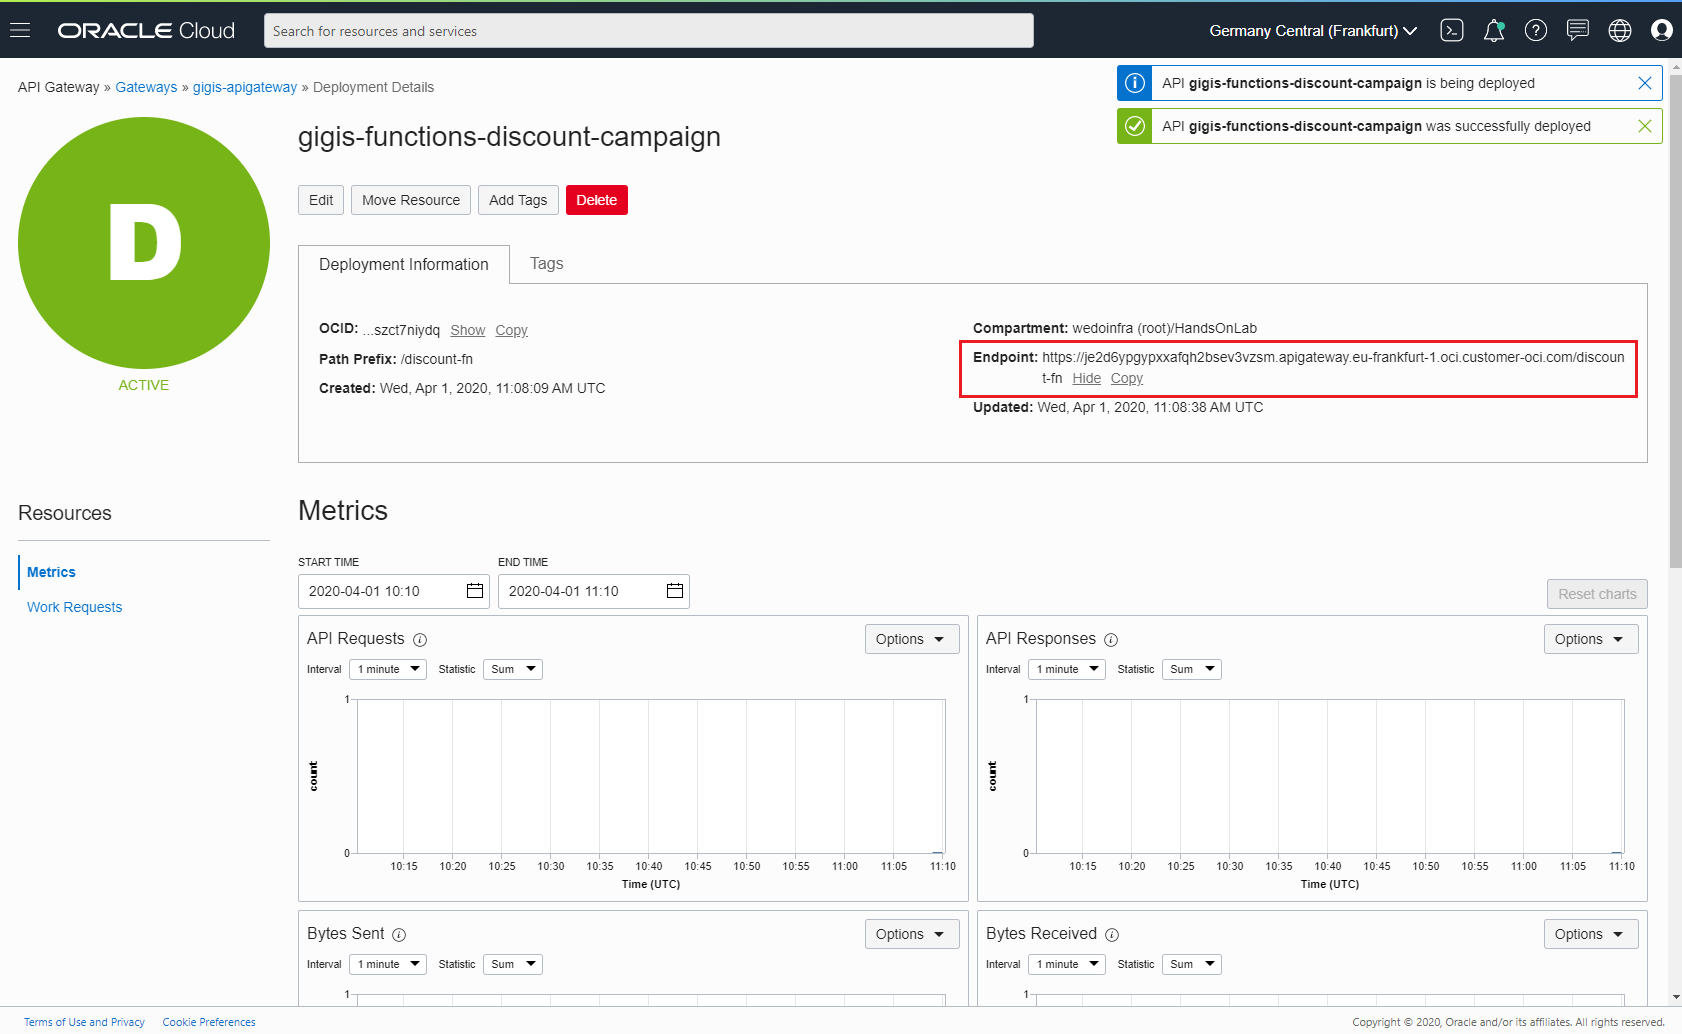 ORACLE Cloud
Search for resources and services
Germany Central (Frankfurt)
API Gateway » Gateways » gigis-apigateway » Deployment Details
API gigis-functions-discount-campaign is being deployed
API gigis-functions-discount-campaign was successfully deployed
D
ACTIVE
gigis-functions-discount-campaign
Edit
Move Resource
Add Tags
Delete
Deployment Information
Tags
OCID: ...szct7niydq Show Copy
Path Prefix: /discount-fn
Created: Wed, Apr 1, 2020, 11:08:09 AM UTC
Compartment: wedoinfra (root)/HandsOnLab
Endpoint: https://je2d6ypgypxxafqh2bsev3vzsm.apigateway.eu-frankfurt-1.oci.customer-oci.com/discoun
t-fn Hide Copy
Updated: Wed, Apr 1, 2020, 11:08:38 AM UTC
Resources
Metrics
Work Requests
Metrics
START TIME
END TIME
2020-04-01 10:10
2020-04-01 11:10
Reset charts
API Requests
Options
Interval 1 minute Statistic Sum
1
count
0
10:15 10:20 10:25 10:30 10:35 10:40 10:45 10:50 10:55 11:00 11:05 11:10
Time (UTC)
API Responses
Options
Interval 1 minute Statistic Sum
1
count
0
10:15 10:20 10:25 10:30 10:35 10:40 10:45 10:50 10:55 11:00 11:05 11:10
Time (UTC)
Bytes Sent
Options
Interval 1 minute Statistic Sum
1
Bytes Received
Options
Interval 1 minute Statistic Sum
1
Terms of Use and Privacy
Cookie Preferences
Copyright © 2020, Oracle and/or its affiliates. All rights reserved.